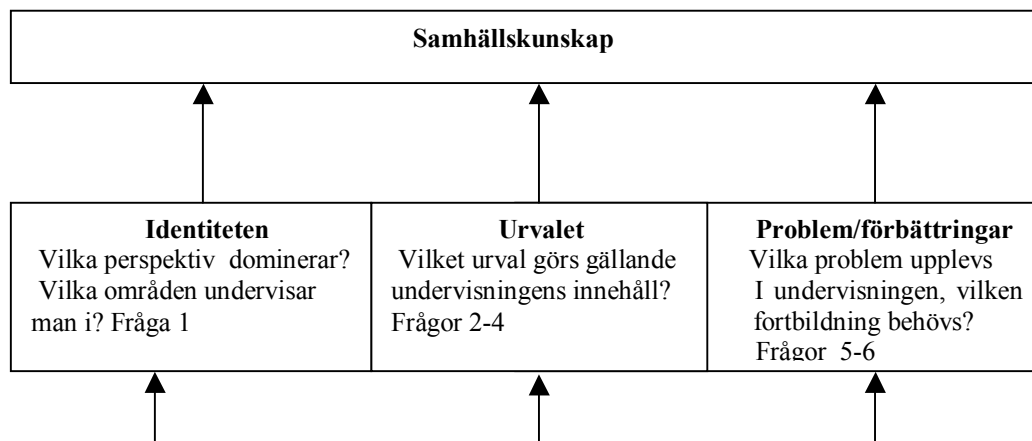 Samhällskunskap
Identiteten
Vilka perspektiv dominerar?
Vilka områden undervisar
man i? Fråga 1
Urvalet
Vilket urval görs gällande
undervisningens innehåll?
Frågor 2-4
Problem/förbättringar
Vilka problem upplevs
I undervisningen, vilken
fortbildning behövs?
Frågor 5-6